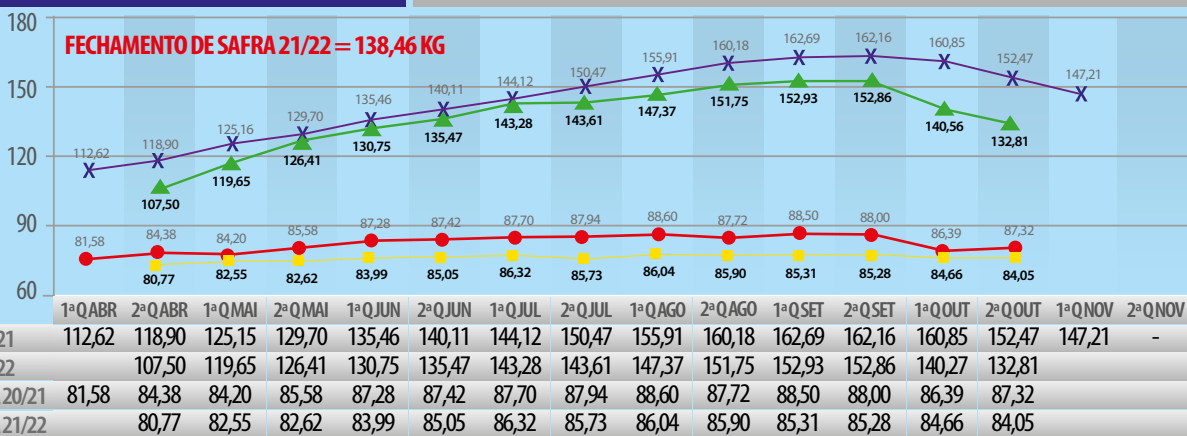 180
FECHAMENTO DE SAFRA 21/22 = 138,46 KG
150
120
90
60
112,62 118,90 125,16 129,70 135,46 140,11 144,12 150,47 155,91 160,18 162,69 162,16 160,85 152,47 147,21
107,50 119,65 126,41 130,75 135,47 143,28 143,61 147,37 151,75 152,93 152,86 140,56 132,81
81,58 84,38 84,20 85,58 87,28 87,42 87,70 87,94 88,60 87,72 88,50 88,00 86,39 87,32
80,77 82,55 82,62 83,99 85,05 86,32 85,73 86,04 85,90 85,31 85,28 84,66 84,05
1ª Q ABR 2ª Q ABR 1ª Q MAI 2ª Q MAI 1ª Q JUN 2ª Q JUN 1ª Q JUL 2ª Q JUL 1ª Q AGO 2ª Q AGO 1ª Q SET 2ª Q SET 1ª Q OUT 2ª Q OUT 1ª Q NOV 2ª Q NOV
21 112,62 118,90 125,15 129,70 135,46 140,11 144,12 150,47 155,91 160,18 162,69 162,16 160,85 152,47 147,21 -
22 107,50 119,65 126,41 130,75 135,47 143,28 143,61 147,37 151,75 152,93 152,86 140,27 132,81
20/21 81,58 84,38 84,20 85,58 87,28 87,42 87,70 87,94 88,60 87,72 88,50 88,00 86,39 87,32
21/22 80,77 82,55 82,62 83,99 85,05 86,32 85,73 86,04 85,90 85,31 85,28 84,66 84,05